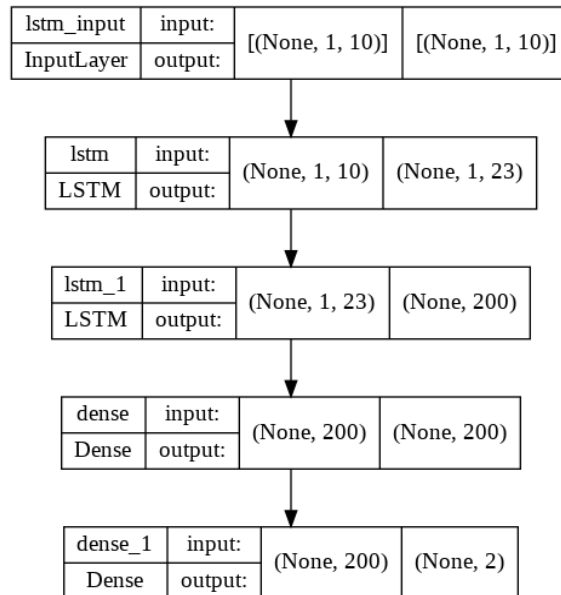 lstm_input input: [(None, 1, 10)] [(None, 1, 10)]
InputLayer output:
lstm input: (None, 1, 10) (None, 1, 23)
LSTM output:
lstm_1 input: (None, 1, 23) (None, 200)
LSTM output:
dense input: (None, 200) (None, 200)
Dense output:
dense_1 input: (None, 200) (None, 2)
Dense output: